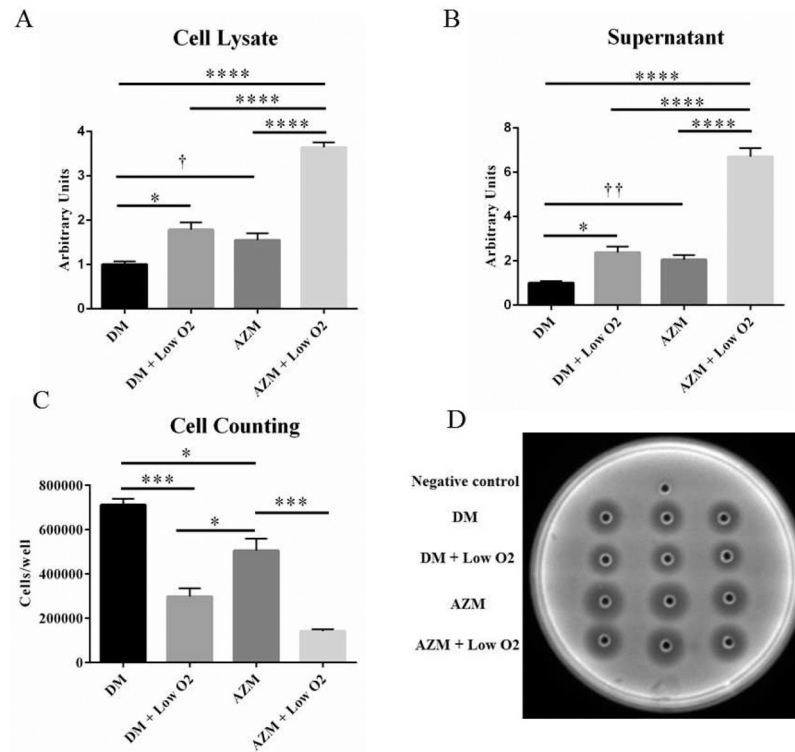 A
Cell Lysate
****
****
****
†
*
Arbitrary Units
4
3
2
1
0
DM
DM + Low O2
AZM
AZM + Low O2
B
Supernatant
****
****
****
††
*
Arbitrary Units
8
6
4
2
0
DM
DM + Low O2
AZM
AZM + Low O2
C
Cell Counting
*
***
***
*
Cells/well
800000
600000
400000
200000
0
DM
DM + Low O2
AZM
AZM + Low O2
D
Negative control
DM
DM + Low O2
AZM
AZM + Low O2